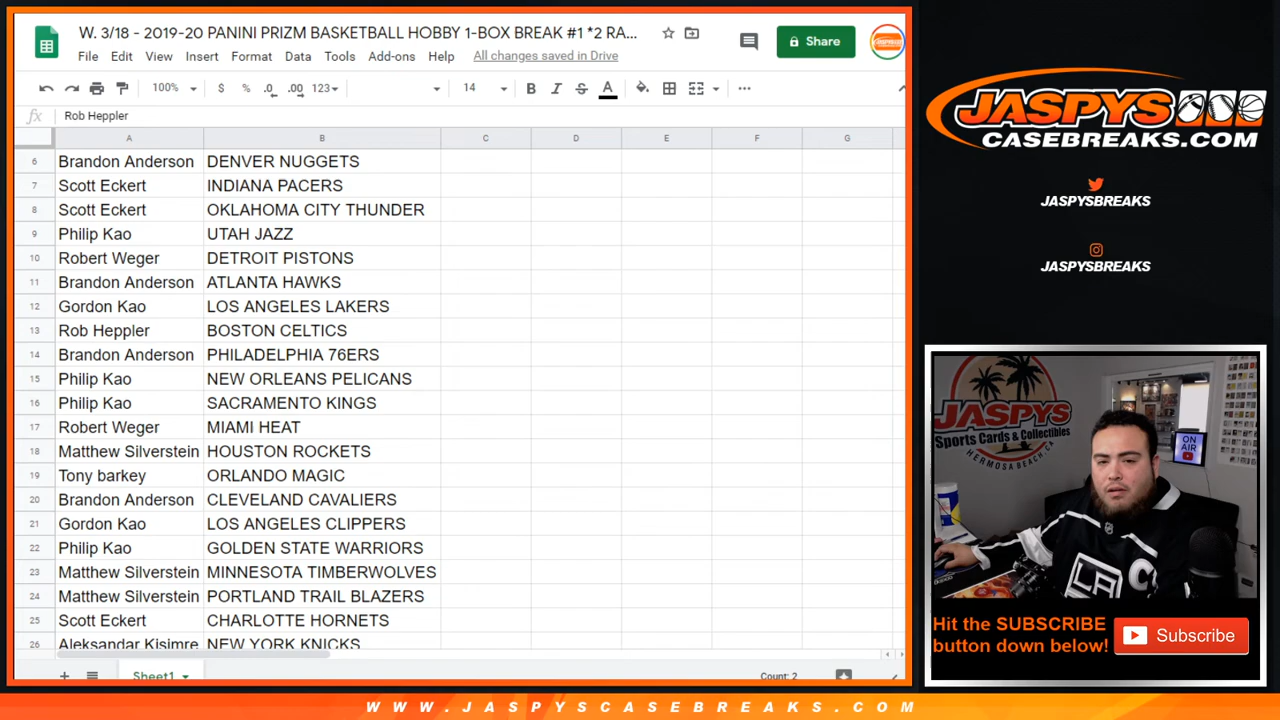 W. 3/18 - 2019-20 PANINI PRIZM BASKETBALL HOBBY 1-BOX BREAK #1 *2 RA...
File Edit View Insert Format Data Tools Add-ons Help All changes saved in Drive
Share
100% $ % .0 .00 123 14 B I S A
fx Rob Heppler
A B C D E F G
6 Brandon Anderson DENVER NUGGETS
7 Scott Eckert INDIANA PACERS
8 Scott Eckert OKLAHOMA CITY THUNDER
9 Philip Kao UTAH JAZZ
10 Robert Weger DETROIT PISTONS
11 Brandon Anderson ATLANTA HAWKS
12 Gordon Kao LOS ANGELES LAKERS
13 Rob Heppler BOSTON CELTICS
14 Brandon Anderson PHILADELPHIA 76ERS
15 Philip Kao NEW ORLEANS PELICANS
16 Philip Kao SACRAMENTO KINGS
17 Robert Weger MIAMI HEAT
18 Matthew Silverstein HOUSTON ROCKETS
19 Tony barkey ORLANDO MAGIC
20 Brandon Anderson CLEVELAND CAVALIERS
21 Gordon Kao LOS ANGELES CLIPPERS
22 Philip Kao GOLDEN STATE WARRIORS
23 Matthew Silverstein MINNESOTA TIMBERWOLVES
24 Matthew Silverstein PORTLAND TRAIL BLAZERS
25 Scott Eckert CHARLOTTE HORNETS
26 Aleksandar Kisimre NEW YORK KNICKS
Sheet1
Count: 2
JASPYS
CASEBREAKS.COM
JASPYSBREAKS
JASPYSBREAKS
JASPYS
Sports Cards & Collectibles
HERMOSA BEACH, CA
ON AIR
LA
C
Hit the SUBSCRIBE
button down below!
Subscribe
WWW.JASPYSCASEBREAKS.COM